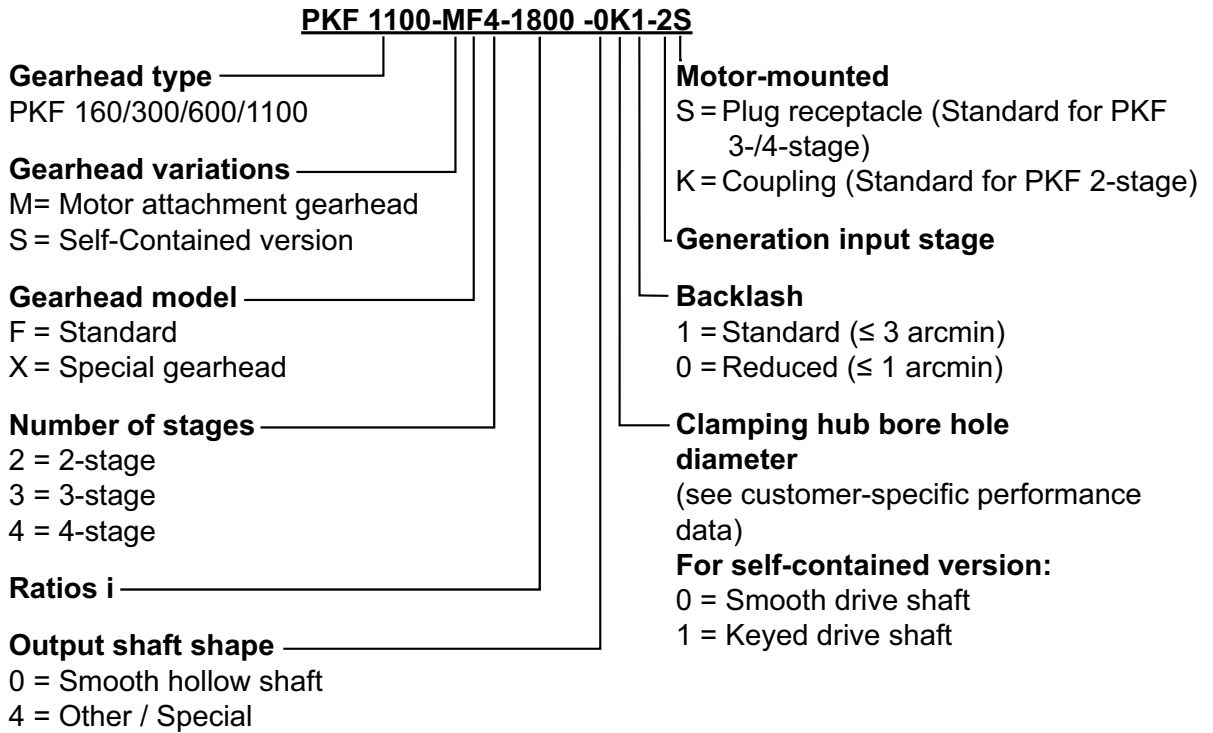 PKF 1100-MF4-1800 -0K1-2S
Gearhead type
PKF 160/300/600/1100
Gearhead variations
M= Motor attachment gearhead
S = Self-Contained version
Gearhead model
F = Standard
X = Special gearhead
Number of stages
2 = 2-stage
3 = 3-stage
4 = 4-stage
Ratios i
Output shaft shape
0 = Smooth hollow shaft
4 = Other / Special
Motor-mounted
S = Plug receptacle (Standard for PKF
3-/4-stage)
K = Coupling (Standard for PKF 2-stage)
Generation input stage
Backlash
1 = Standard (≤ 3 arcmin)
0 = Reduced (≤ 1 arcmin)
Clamping hub bore hole
diameter
(see customer-specific performance
data)
For self-contained version:
0 = Smooth drive shaft
1 = Keyed drive shaft